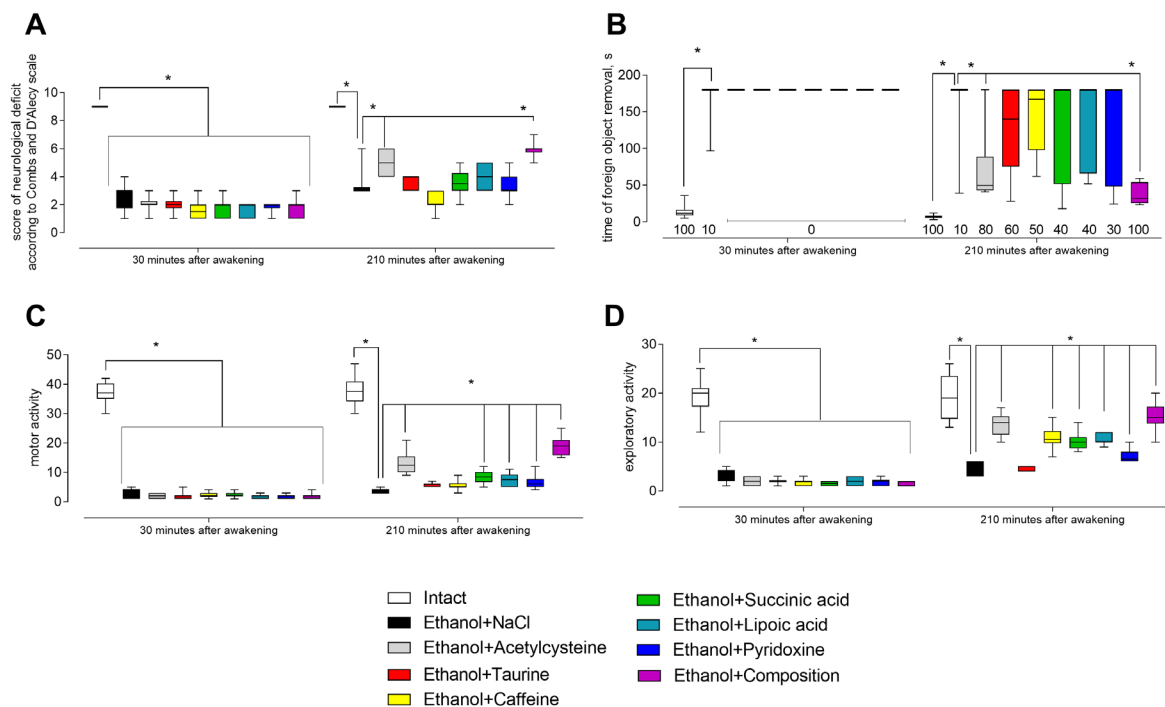 A
score of neurological deficit
accordng to Combs and D'Alecy scale
10
8
6
4
2
0
*
*
*
*
30 minutes after awakening
210 minutes after awakening
B
time of foreign object removal, s
200
150
100
50
0
*
*
*
*
100 10 0
100 10 80 60 50 40 40 30 100
30 minutes after awakening
210 minutes after awakening
C
motor activity
50
40
30
20
10
0
*
*
*
30 minutes after awakening
210 minutes after awakening
D
exploratory activity
30
20
10
0
*
*
*
30 minutes after awakening
210 minutes after awakening
Intact
Ethanol+NaCl
Ethanol+Acetylcysteine
Ethanol+Taurine
Ethanol+Caffeine
Ethanol+Succinic acid
Ethanol+Lipoic acid
Ethanol+Pyridoxine
Ethanol+Composition